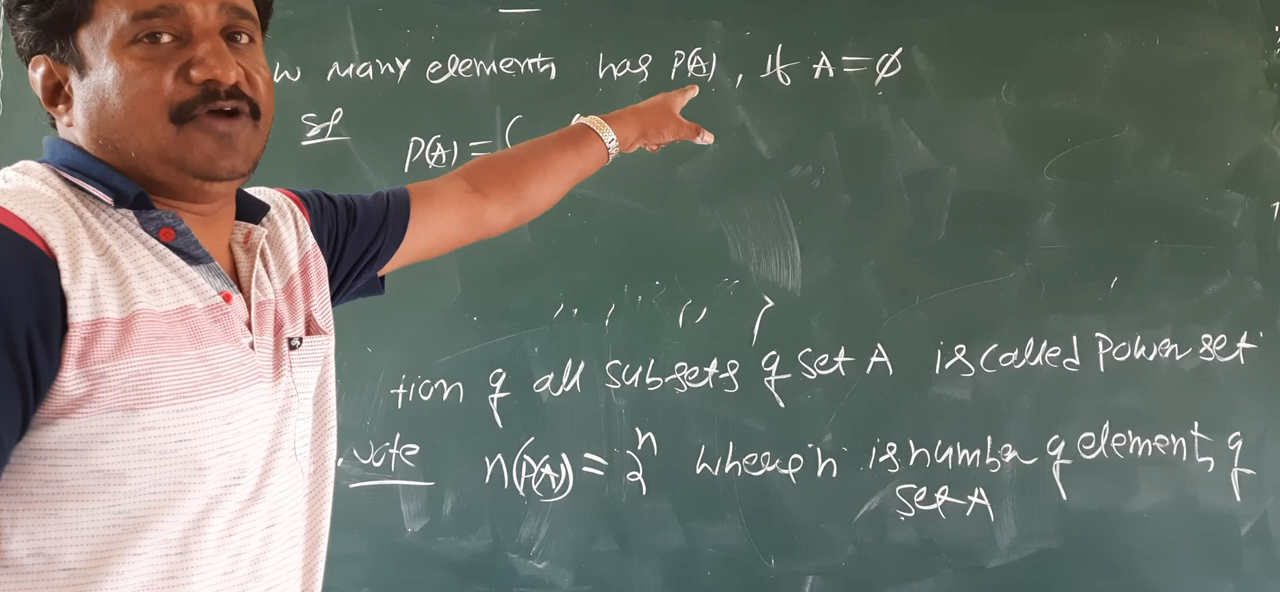 w many elements has P(A), If A = ∅
Sol
P(A) = {
tion of all subsets of set A is called power set
Note n(P(A)) = 2ⁿ where 'n' is number of elements of
set A